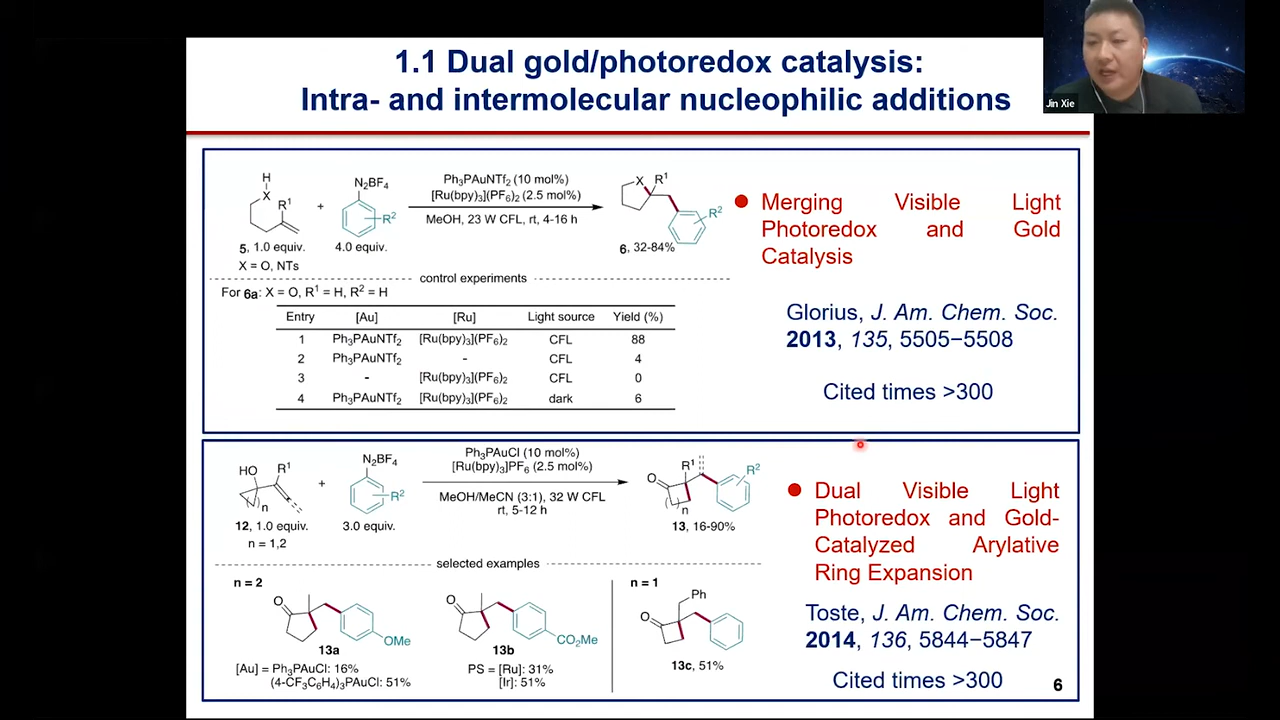 1.1 Dual gold/photoredox catalysis:
Intra- and intermolecular nucleophilic additions
Jin Xie
H
X
R1
N2BF4
R2
+
Ph3PAuNTf2 (10 mol%)
[Ru(bpy)3](PF6)2 (2.5 mol%)
MeOH, 23 W CFL, rt, 4-16 h
X R1
R2
5, 1.0 equiv.
4.0 equiv.
6, 32-84%
X = O, NTs
control experiments
For 6a: X = O, R1 = H, R2 = H
Entry [Au] [Ru] Light source Yield (%)
1 Ph3PAuNTf2 [Ru(bpy)3](PF6)2 CFL 88
2 Ph3PAuNTf2 - CFL 4
3 - [Ru(bpy)3](PF6)2 CFL 0
4 Ph3PAuNTf2 [Ru(bpy)3](PF6)2 dark 6
Merging Visible Light
Photoredox and Gold
Catalysis
Glorius, J. Am. Chem. Soc.
2013, 135, 5505−5508
Cited times >300
HO R1
n
+
N2BF4
R2
Ph3PAuCl (10 mol%)
[Ru(bpy)3]PF6 (2.5 mol%)
MeOH/MeCN (3:1), 32 W CFL
rt, 5-12 h
O R1
R2
n
12, 1.0 equiv.
3.0 equiv.
13, 16-90%
n = 1,2
selected examples
n = 2
O
OMe
13a
[Au] = Ph3PAuCl: 16%
(4-CF3C6H4)3PAuCl: 51%
O
CO2Me
13b
PS = [Ru]: 31%
[Ir]: 51%
n = 1
Ph
O
13c, 51%
Dual Visible Light
Photoredox and Gold-
Catalyzed Arylative
Ring Expansion
Toste, J. Am. Chem. Soc.
2014, 136, 5844−5847
Cited times >300
6